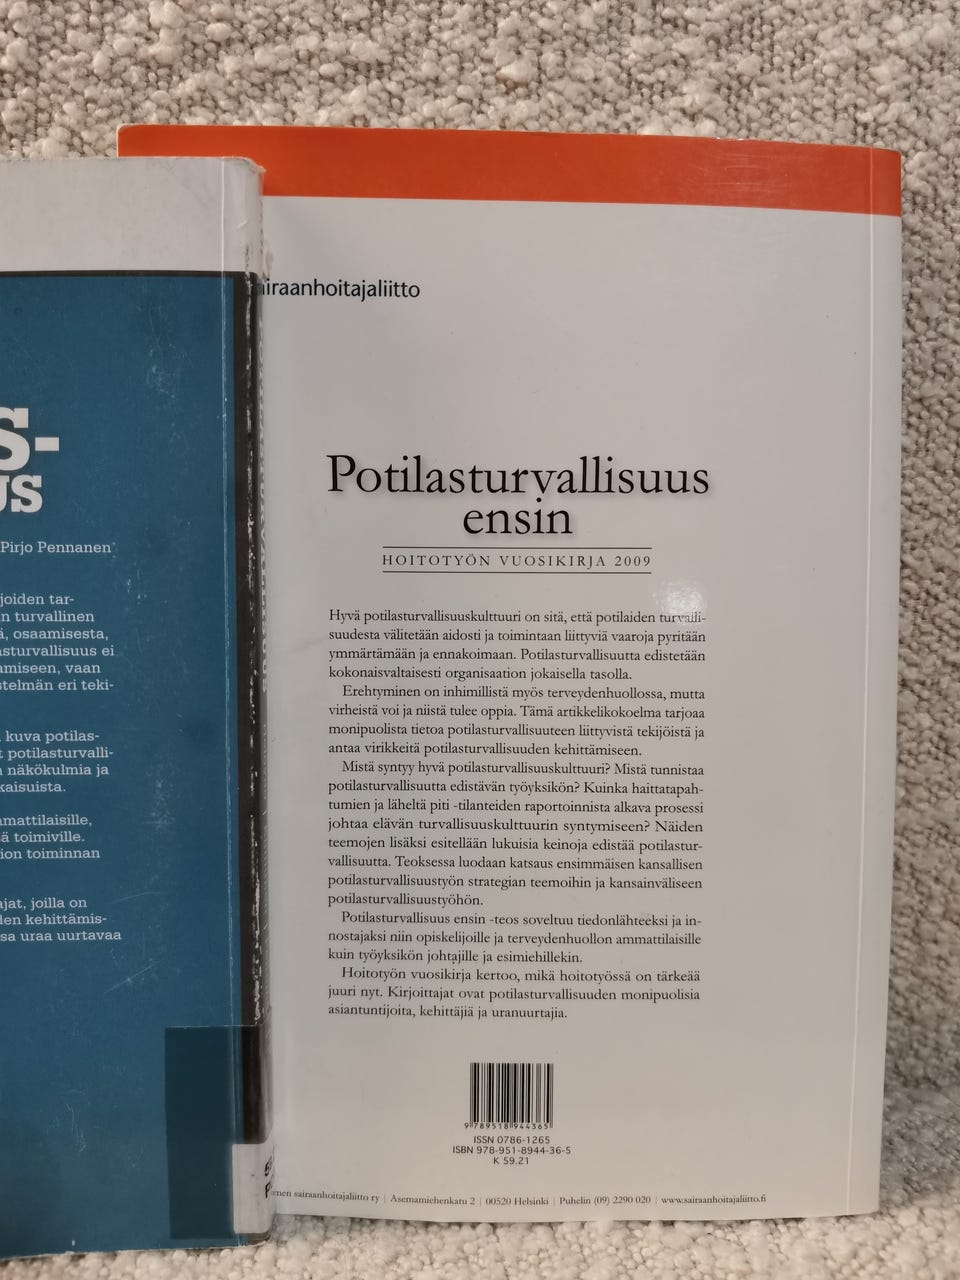 S-
US
Pirjo Pennanen
joiden tar-
n turvallinen
ä, osaamisesta,
sturvallisuus ei
amiseen, vaan
stelmän eri teki-
kuva potilas-
t potilasturvalli-
näkökulmia ja
kaisuista.
mmattilaisille,
ä toimiville.
ion toiminnan
ajat, joilla on
den kehittämis-
sa uraa uurtavaa
airaanhoitajaliitto
Potilasturvallisuus
ensin
HOITOTYÖN VUOSIKIRJA 2009
Hyvä potilasturvallisuuskulttuuri on sitä, että potilaiden turvalli-
suudesta välitetään aidosti ja toimintaan liittyviä vaaroja pyritään
ymmärtämään ja ennakoimaan. Potilasturvallisuutta edistetään
kokonaisvaltaisesti organisaation jokaisella tasolla.
Erehtyminen on inhimillistä myös terveydenhuollossa, mutta
virheistä voi ja niistä tulee oppia. Tämä artikkelikokoelma tarjoaa
monipuolista tietoa potilasturvallisuuteen liittyvistä tekijöistä ja
antaa virikkeitä potilasturvallisuuden kehittämiseen.
Mistä syntyy hyvä potilasturvallisuuskulttuuri? Mistä tunnistaa
potilasturvallisuutta edistävän työyksikön? Kuinka haittatapah-
tumien ja läheltä piti -tilanteiden raportoinnista alkava prosessi
johtaa elävän turvallisuuskulttuurin syntymiseen? Näiden
teemojen lisäksi esitellään lukuisia keinoja edistää potilastur-
vallisuutta. Teoksessa luodaan katsaus ensimmäisen kansallisen
potilasturvallisuustyön strategian teemoihin ja kansainväliseen
potilasturvallisuustyöhön.
Potilasturvallisuus ensin -teos soveltuu tiedonlähteeksi ja in-
nostajaksi niin opiskelijoille ja terveydenhuollon ammattilaisille
kuin työyksikön johtajille ja esimiehillekin.
Hoitotyön vuosikirja kertoo, mikä hoitotyössä on tärkeää
juuri nyt. Kirjoittajat ovat potilasturvallisuuden monipuolisia
asiantuntijoita, kehittäjiä ja uranuurtajia.
9 789518 944365
ISSN 0786-1265
ISBN 978-951-8944-36-5
K 59.21
men sairaanhoitajaliitto ry | Asemamiehenkatu 2 | 00520 Helsinki | Puhelin (09) 2290 020 | www.sairaanhoitajaliitto.fi